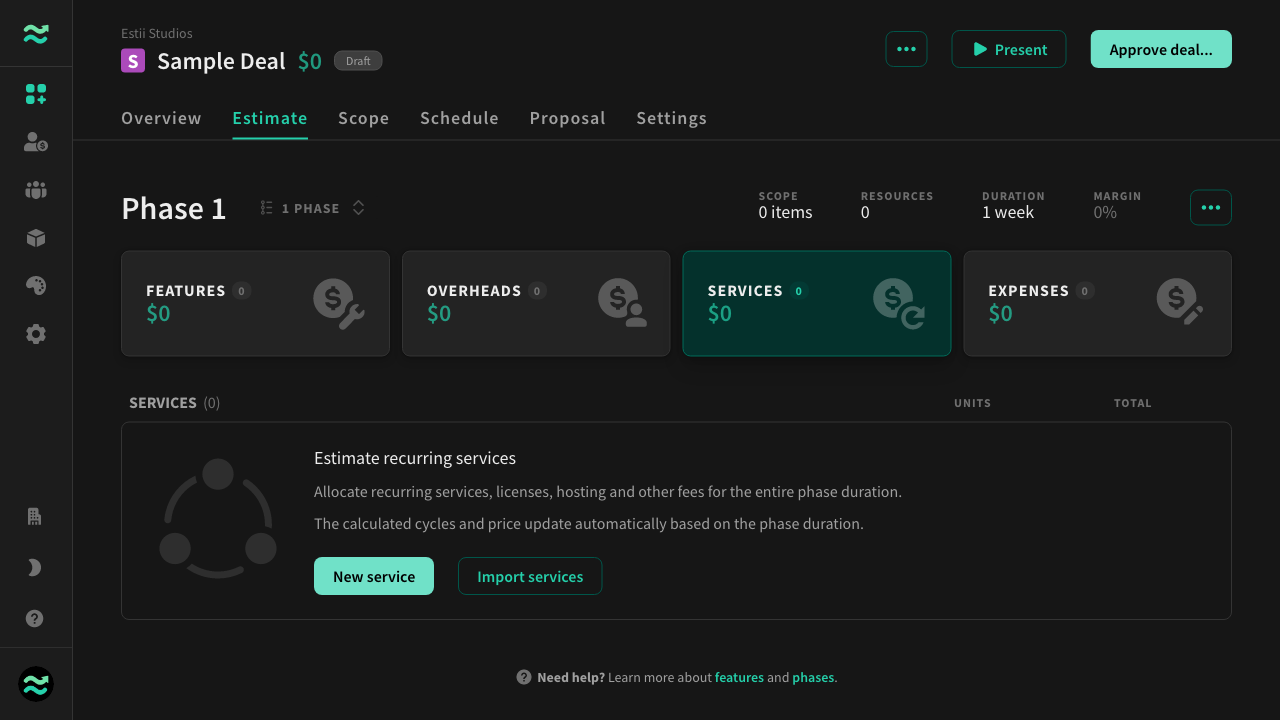 Estii Studios
S Sample Deal $0 Draft
Present
Approve deal...
Overview Estimate Scope Schedule Proposal Settings
Phase 1
1 PHASE
SCOPE RESOURCES DURATION MARGIN
0 items 0 1 week 0%
FEATURES 0
$0
OVERHEADS 0
$0
SERVICES 0
$0
EXPENSES 0
$0
SERVICES (0) UNITS TOTAL
Estimate recurring services
Allocate recurring services, licenses, hosting and other fees for the entire phase duration.
The calculated cycles and price update automatically based on the phase duration.
New service Import services
Need help? Learn more about features and phases.